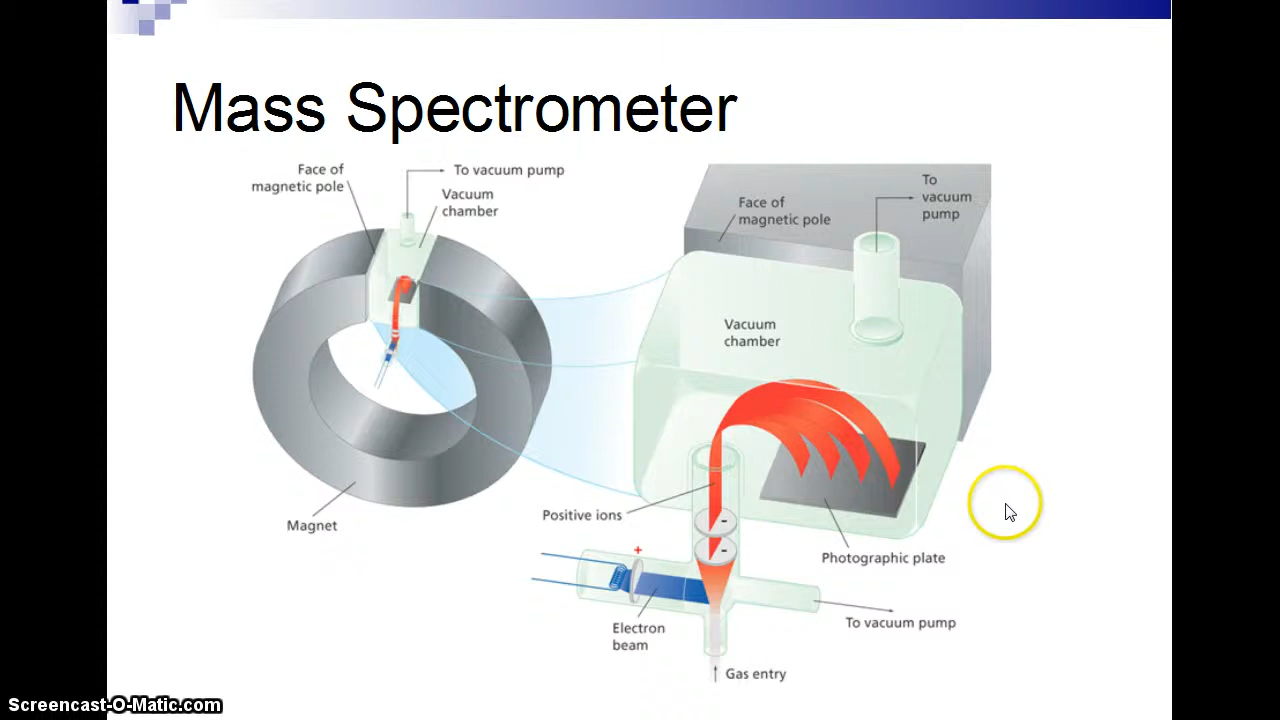 Mass Spectrometer
Face of
magnetic pole
To vacuum pump
Vacuum
chamber
Magnet
Face of
magnetic pole
To
vacuum
pump
Vacuum
chamber
Positive ions
-
-
+
Photographic plate
Electron
beam
To vacuum pump
Gas entry
Screencast-O-Matic.com